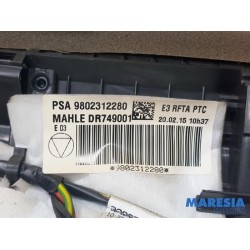 PSA 9802312280
E3 RFTA PTC
MAHLE DR749001
20.02.15 10h37
E 03
*9802312280*
MARESIA